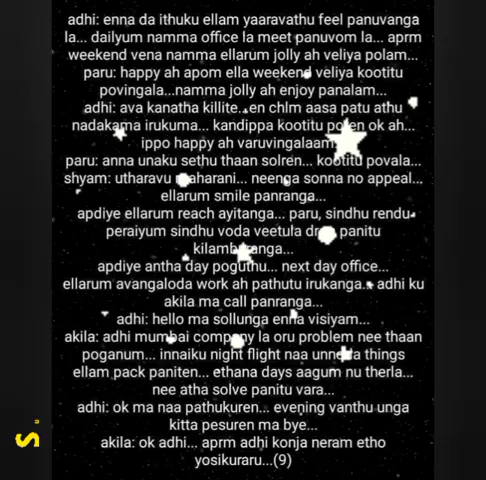 adhi: enna da ithuku ellam yaaravathu feel panuvanga
la... dailyum namma office la meet panuvom la... aprm
weekend vena namma ellarum jolly ah veliya polam...
paru: happy ah apom ella weekend veliya kootitu
povingala...namma jolly ah enjoy panalam...
adhi: ava kanatha killite...en chlm aasa patu athu
nadakama irukuma... kandippa kootitu poren ok ah...
ippo happy ah varuvingalaam
paru: anna unaku sethu thaan solren... kootitu povala...
shyam: utharavu maharani... neenga sonna no appeal...
ellarum smile panranga...
apdiye ellarum reach ayitanga... paru, sindhu rendu
peraiyum sindhu voda veetula panitu
kilamburanga...
apdiye antha day poguthu... next day office...
ellarum avangaloda work ah pathutu irukanga... adhi ku
akila ma call panranga...
adhi: hello ma sollunga enna visiyam...
akila: adhi mumbai company la oru problem nee thaan
poganum... innaiku night flight naa unnoda things
ellam pack paniten... ethana days aagum nu therla...
nee atha solve panitu vara...
adhi: ok ma naa pathukuren... evening vanthu unga
kitta pesuren ma bye...
akila: ok adhi... aprm adhi konja neram etho
yosikuraru...(9)
S